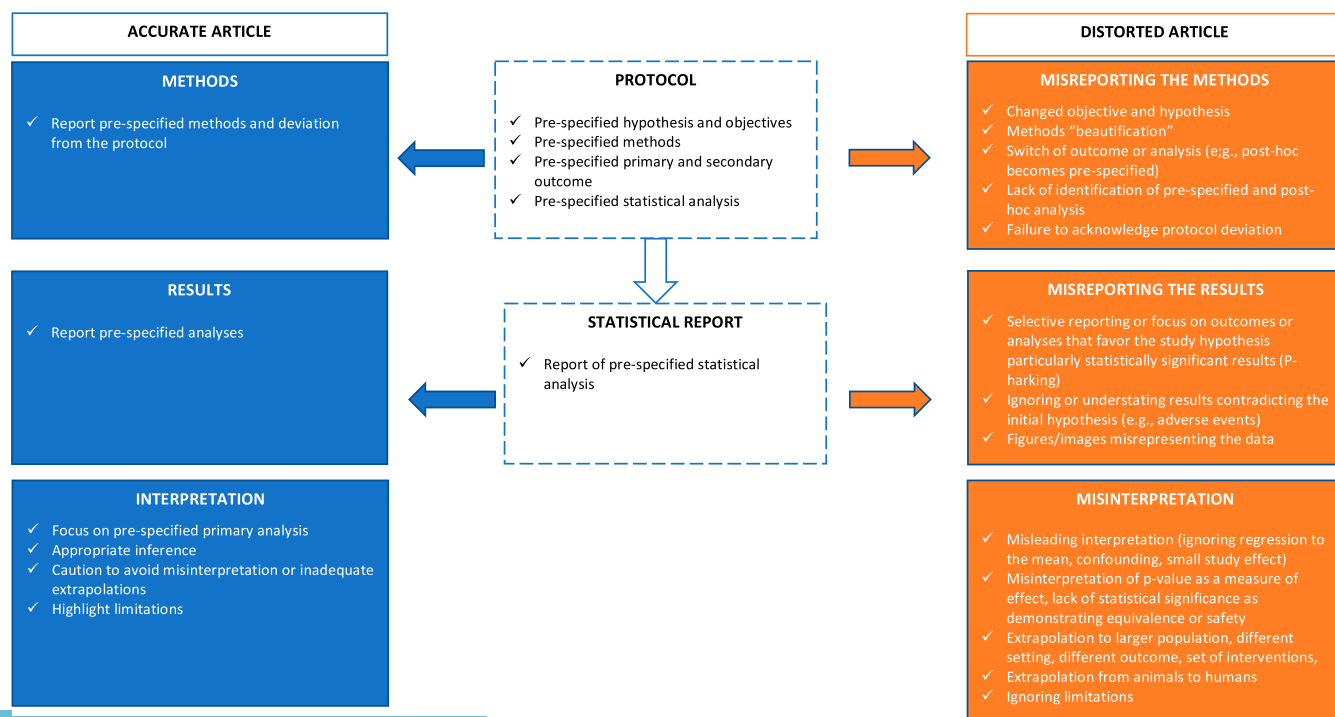 ACCURATE ARTICLE
METHODS
✓ Report pre-specified methods and deviation
from the protocol
RESULTS
✓ Report pre-specified analyses
INTERPRETATION
✓ Focus on pre-specified primary analysis
✓ Appropriate inference
✓ Caution to avoid misinterpretation or inadequate
extrapolations
✓ Highlight limitations
PROTOCOL
✓ Pre-specified hypothesis and objectives
✓ Pre-specified methods
✓ Pre-specified primary and secondary
outcome
✓ Pre-specified statistical analysis
STATISTICAL REPORT
✓ Report of pre-specified statistical
analysis
DISTORTED ARTICLE
MISREPORTING THE METHODS
✓ Changed objective and hypothesis
✓ Methods “beautification”
✓ Switch of outcome or analysis (e;g., post-hoc
becomes pre-specified)
✓ Lack of identification of pre-specified and post-
hoc analysis
✓ Failure to acknowledge protocol deviation
MISREPORTING THE RESULTS
✓ Selective reporting or focus on outcomes or
analyses that favor the study hypothesis
particularly statistically significant results (P-
harking)
✓ Ignoring or understating results contradicting the
initial hypothesis (e.g., adverse events)
✓ Figures/images misrepresenting the data
MISINTERPRETATION
✓ Misleading interpretation (ignoring regression to
the mean, confounding, small study effect)
✓ Misinterpretation of p-value as a measure of
effect, lack of statistical significance as
demonstrating equivalence or safety
✓ Extrapolation to larger population, different
setting, different outcome, set of interventions,
✓ Extrapolation from animals to humans
✓ Ignoring limitations